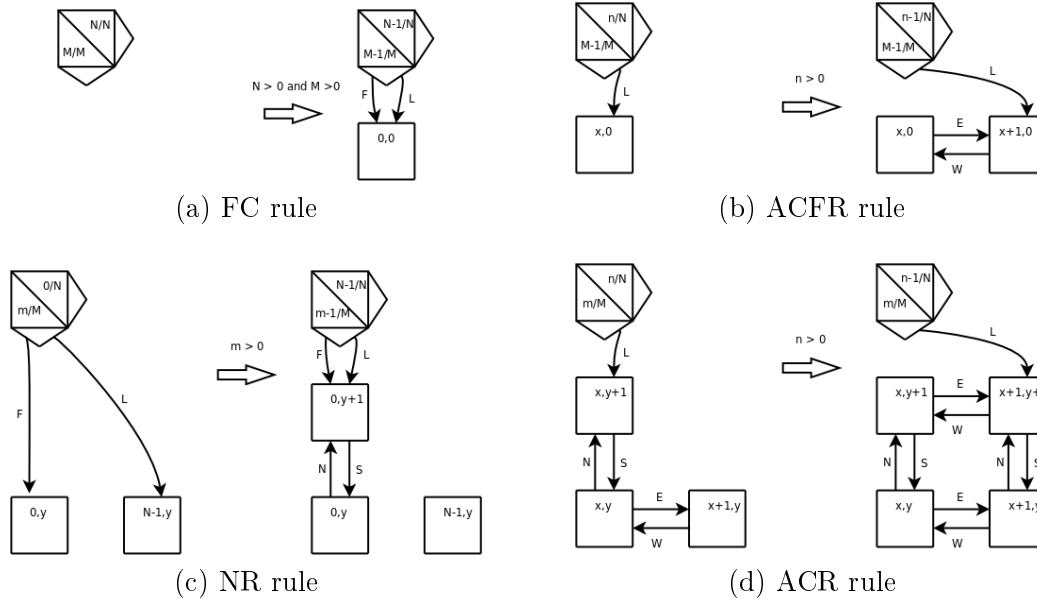 N/N
M/M
N > 0 and M >0
N-1/N
M-1/M
F
L
0,0
(a) FC rule
n/N
M-1/M
L
x,0
n > 0
n-1/N
M-1/M
L
x,0
E
W
x+1,0
(b) ACFR rule
0/N
m/M
F
L
0,y
N-1,y
m > 0
N-1/N
m-1/M
F
L
0,y+1
N
S
0,y
N-1,y
(c) NR rule
n/N
m/M
L
x,y+1
N
S
x,y
E
W
x+1,y
n > 0
n-1/N
m/M
L
x,y+1
E
W
x+1,y+
N
S
N
S
x,y
E
W
x+1,y
(d) ACR rule